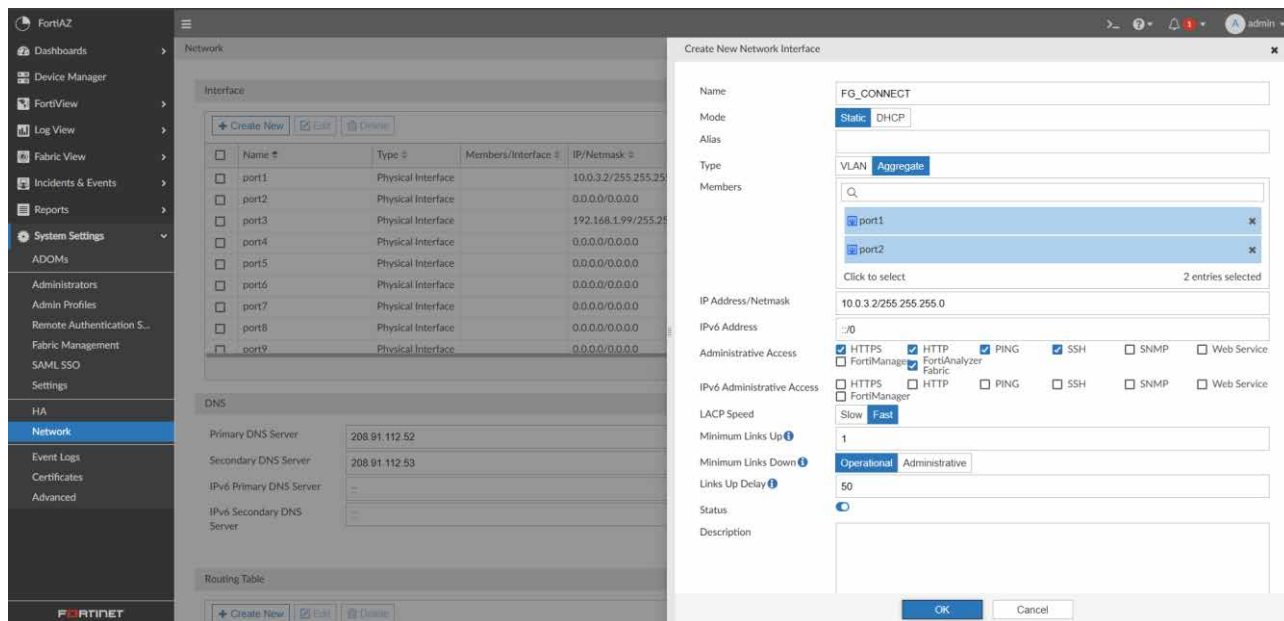 FortiAZ
admin
Dashboards
Device Manager
FortiView
Log View
Fabric View
Incidents & Events
Reports
System Settings
ADOMs
Administrators
Admin Profiles
Remote Authentication S...
Fabric Management
SAML SSO
Settings
HA
Network
Event Logs
Certificates
Advanced
FORTINET
Network
Interface
+ Create New Edit Delete
Name Type Members/Interface IP/Netmask
port1 Physical Interface 10.0.3.2/255.255.25
port2 Physical Interface 0.0.0.0/0.0.0.0
port3 Physical Interface 192.168.1.99/255.25
port4 Physical Interface 0.0.0.0/0.0.0.0
port5 Physical Interface 0.0.0.0/0.0.0.0
port6 Physical Interface 0.0.0.0/0.0.0.0
port7 Physical Interface 0.0.0.0/0.0.0.0
port8 Physical Interface 0.0.0.0/0.0.0.0
port9 Physical Interface 0.0.0.0/0.0.0.0
DNS
Primary DNS Server 208.91.112.52
Secondary DNS Server 208.91.112.53
IPv6 Primary DNS Server ::
IPv6 Secondary DNS Server ::
Routing Table
+ Create New Edit Delete
Create New Network Interface
Name FG_CONNECT
Mode Static DHCP
Alias
Type VLAN Aggregate
Members
port1
port2
Click to select 2 entries selected
IP Address/Netmask 10.0.3.2/255.255.255.0
IPv6 Address ::/0
Administrative Access HTTPS HTTP PING SSH SNMP Web Service
FortiManager FortiAnalyzer Fabric
IPv6 Administrative Access HTTPS HTTP PING SSH SNMP Web Service
FortiManager
LACP Speed Slow Fast
Minimum Links Up 1
Minimum Links Down Operational Administrative
Links Up Delay 50
Status
Description
OK Cancel